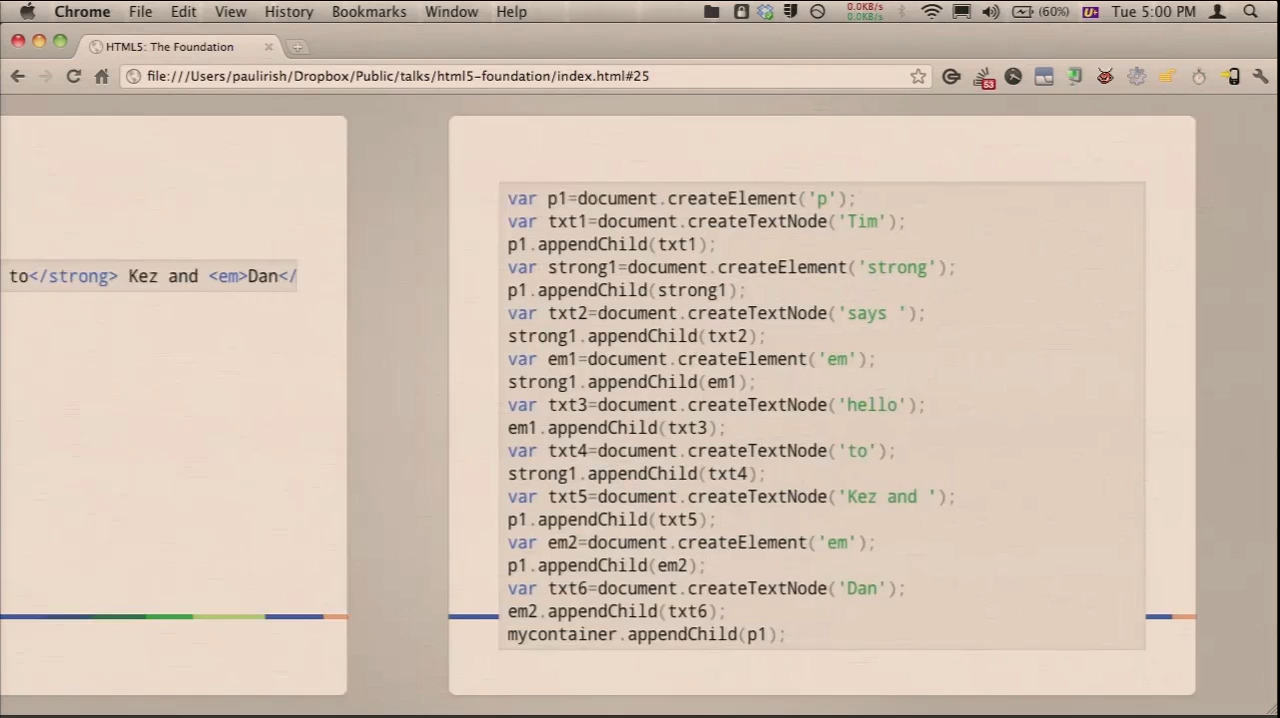 Chrome File Edit View History Bookmarks Window Help 0.0KB/s 0.0KB/s (60%) U+ Tue 5:00 PM
HTML5: The Foundation
file:///Users/paulirish/Dropbox/Public/talks/html5-foundation/index.html#25 53
to</strong> Kez and <em>Dan</
var p1=document.createElement('p');
var txt1=document.createTextNode('Tim');
p1.appendChild(txt1);
var strong1=document.createElement('strong');
p1.appendChild(strong1);
var txt2=document.createTextNode('says ');
strong1.appendChild(txt2);
var em1=document.createElement('em');
strong1.appendChild(em1);
var txt3=document.createTextNode('hello');
em1.appendChild(txt3);
var txt4=document.createTextNode('to');
strong1.appendChild(txt4);
var txt5=document.createTextNode('Kez and ');
p1.appendChild(txt5);
var em2=document.createElement('em');
p1.appendChild(em2);
var txt6=document.createTextNode('Dan');
em2.appendChild(txt6);
mycontainer.appendChild(p1);